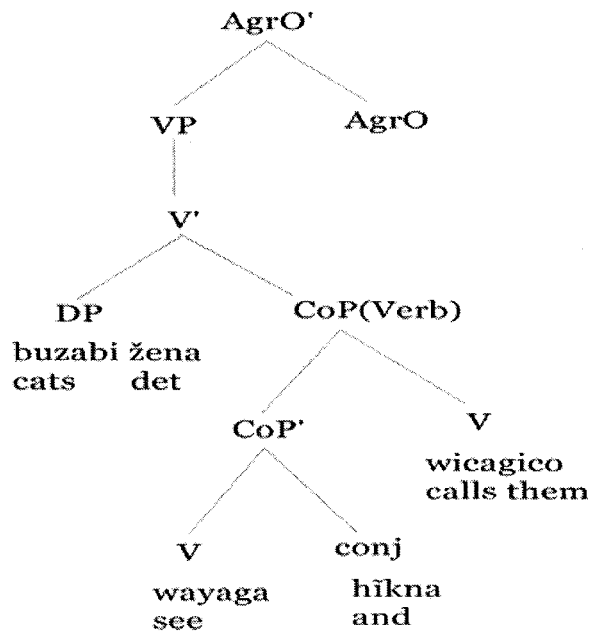 AgrO'
VP AgrO
V'
DP CoP(Verb)
buzabi žena
cats det
CoP' V
wicagico
calls them
V conj
wayaga hĩkna
see and